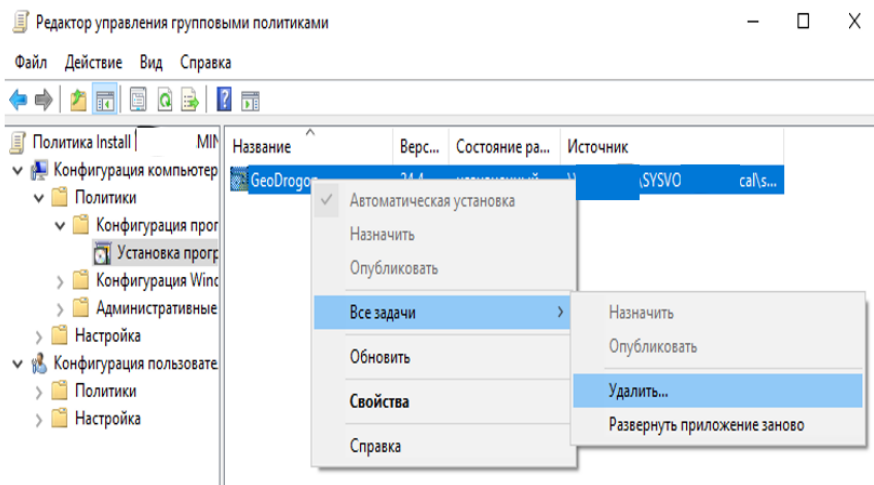 Редактор управления групповыми политиками
Файл Действие Вид Справка
Политика Install MIN
Название Верс... Состояние ра... Источник
Конфигурация компьютер
GeoDrogon \SYSVO cal\s...
Политики
Автоматическая установка
Конфигурация прог
Назначить
Установка прогр
Опубликовать
Конфигурация Winc
Административные
Все задачи
Назначить
Настройка
Опубликовать
Конфигурация пользовате
Обновить
Политики
Удалить...
Свойства
Настройка
Развернуть приложение заново
Справка